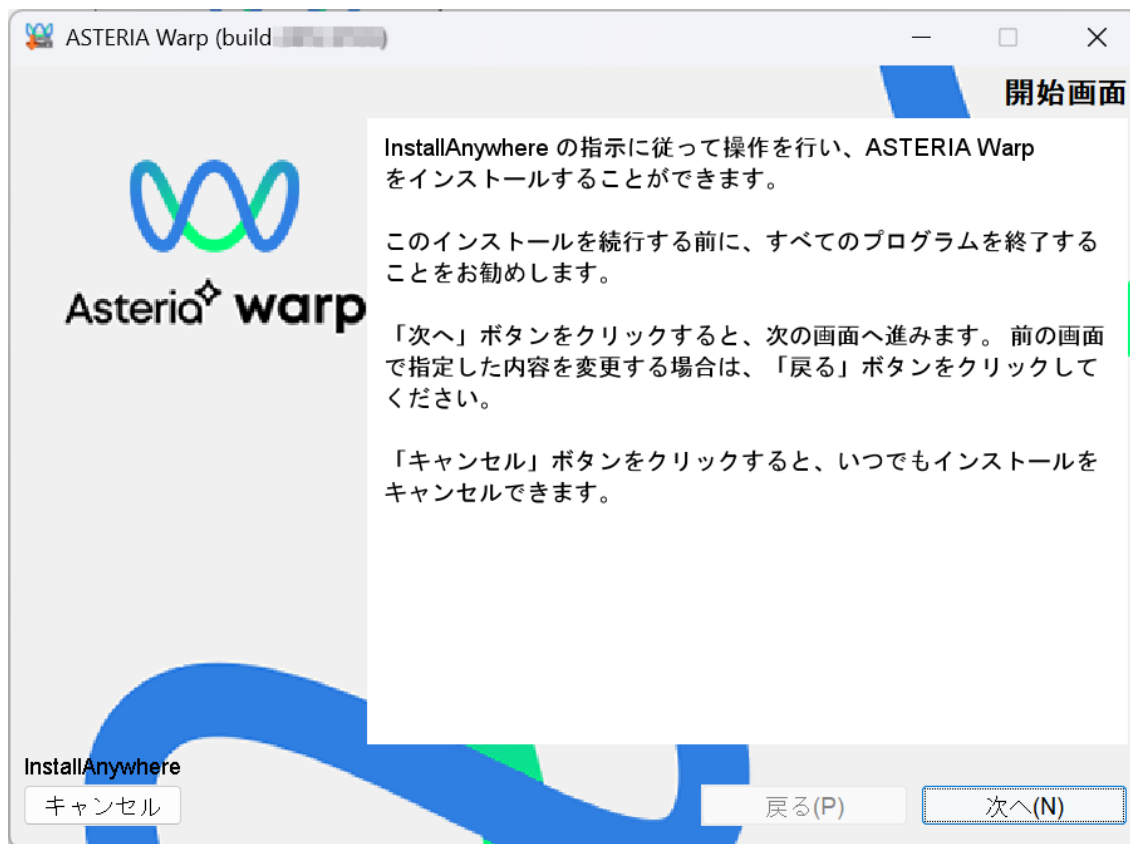 ASTERIA Warp (build
開始画面
Asteria warp
InstallAnywhere の指示に従って操作を行い、ASTERIA Warp
をインストールすることができます。
このインストールを続行する前に、すべてのプログラムを終了する
ことをお勧めします。
「次へ」ボタンをクリックすると、次の画面へ進みます。 前の画面
で指定した内容を変更する場合は、「戻る」ボタンをクリックして
ください。
「キャンセル」ボタンをクリックすると、いつでもインストールを
キャンセルできます。
InstallAnywhere
キャンセル
戻る(P)
次へ(N)